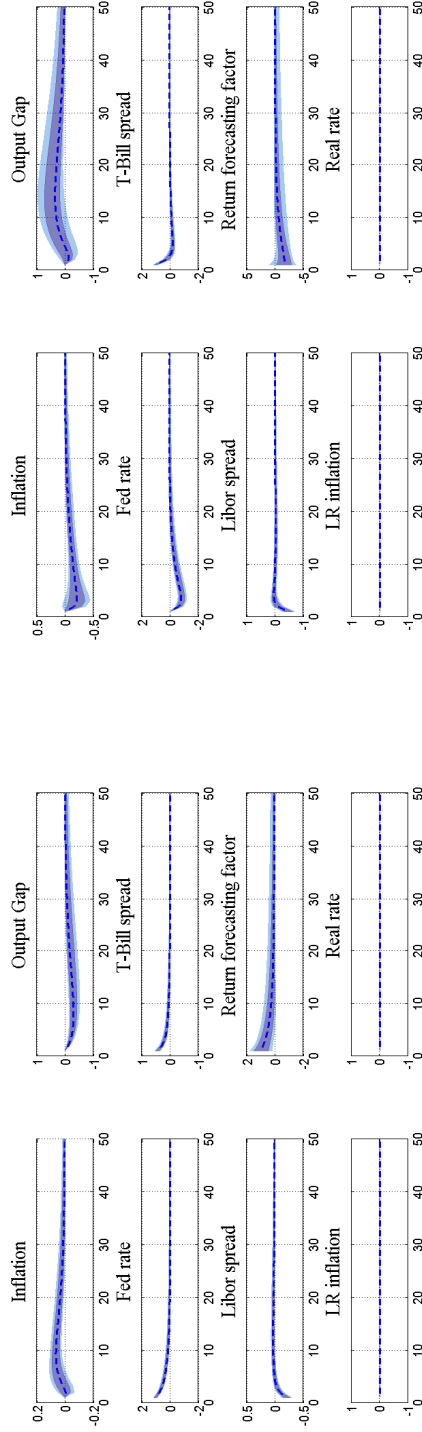 Inflation Output Gap Inflation Output Gap
0.2 1 0.5 1
0 0 0 0
-0.2 -1 -0.5 -1
0 10 20 30 40 50 0 10 20 30 40 50 0 10 20 30 40 50 0 10 20 30 40 50
Fed rate T-Bill spread Fed rate T-Bill spread
2 2 2 2
0 0 0 0
-2 -2 -2 -2
0 10 20 30 40 50 0 10 20 30 40 50 0 10 20 30 40 50 0 10 20 30 40 50
Libor spread Return forecasting factor Libor spread Return forecasting factor
1 2 1 5
0 0 0 0
-1 -2 -1 -5
0 10 20 30 40 50 0 10 20 30 40 50 0 10 20 30 40 50 0 10 20 30 40 50
LR inflation Real rate LR inflation Real rate
1 1 1 1
0 0 0 0
-1 -1 -1 -1
0 10 20 30 40 50 0 10 20 30 40 50 0 10 20 30 40 50 0 10 20 30 40 50